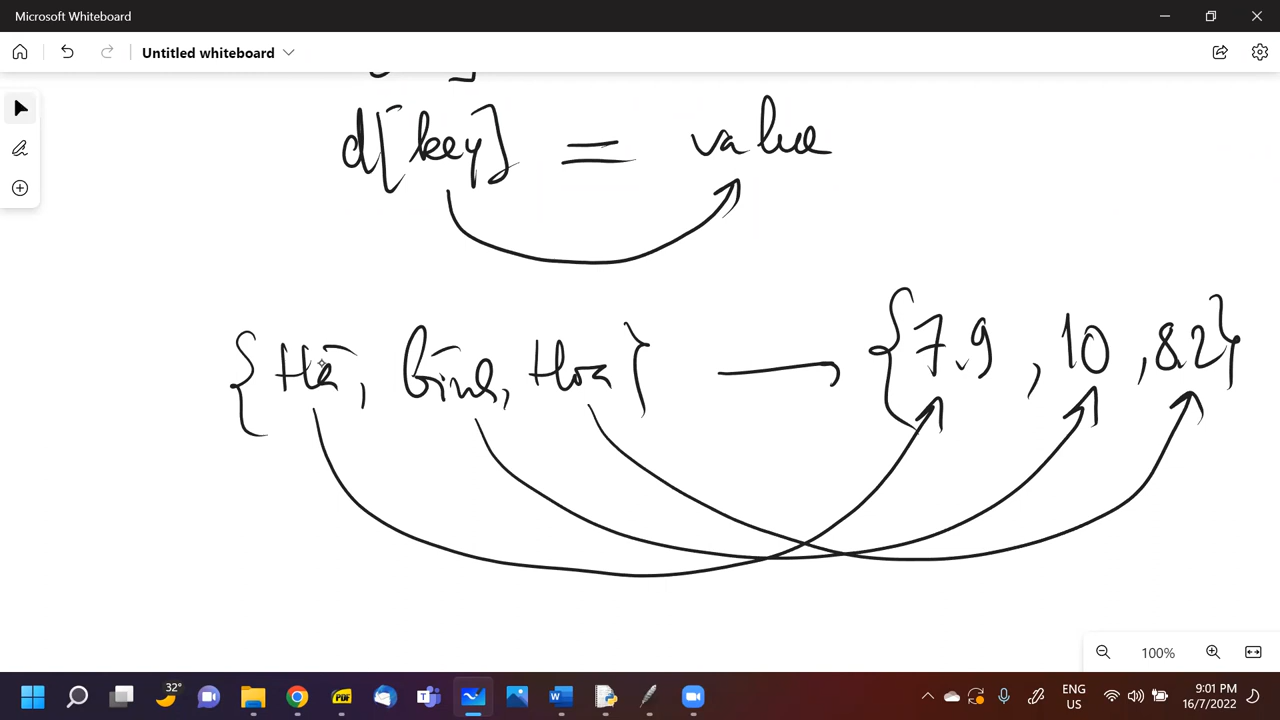 Microsoft Whiteboard
Untitled whiteboard
d[key] = value
{Hà, bình, Hoa} → {7.9, 10, 8.2}
100%
32°
ENG
US
9:01 PM
16/7/2022